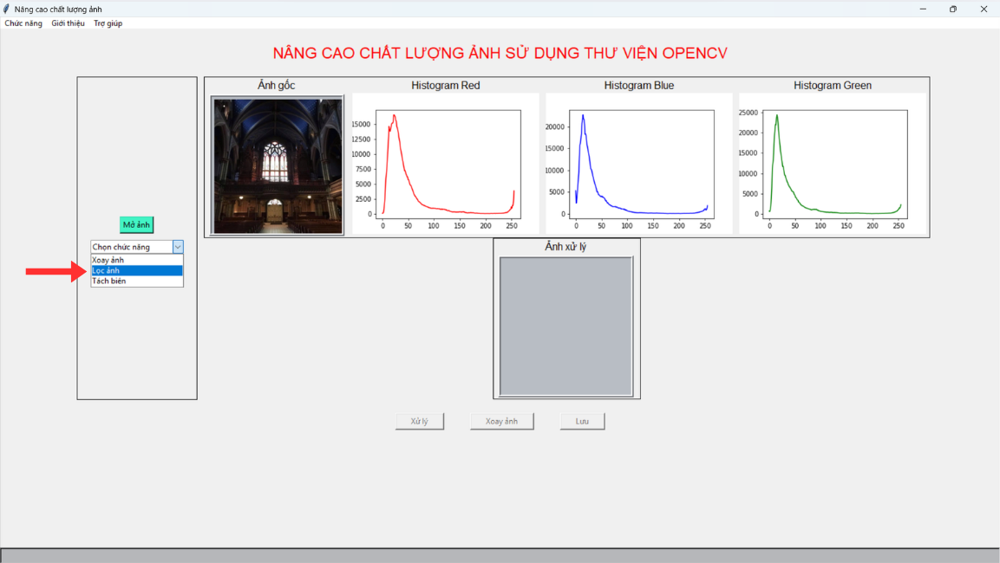 Nâng cao chất lượng ảnh
Chức năng Giới thiệu Trợ giúp
NÂNG CAO CHẤT LƯỢNG ẢNH SỬ DỤNG THƯ VIỆN OPENCV
Ảnh gốc
Histogram Red
15000
12500
10000
7500
5000
2500
0
0 50 100 150 200 250
Histogram Blue
20000
15000
10000
5000
0
0 50 100 150 200 250
Histogram Green
25000
20000
15000
10000
5000
0
0 50 100 150 200 250
Mở ảnh
Chọn chức năng
Xoay ảnh
Lọc ảnh
Tách biên
Ảnh xử lý
Xử lý Xoay ảnh Lưu